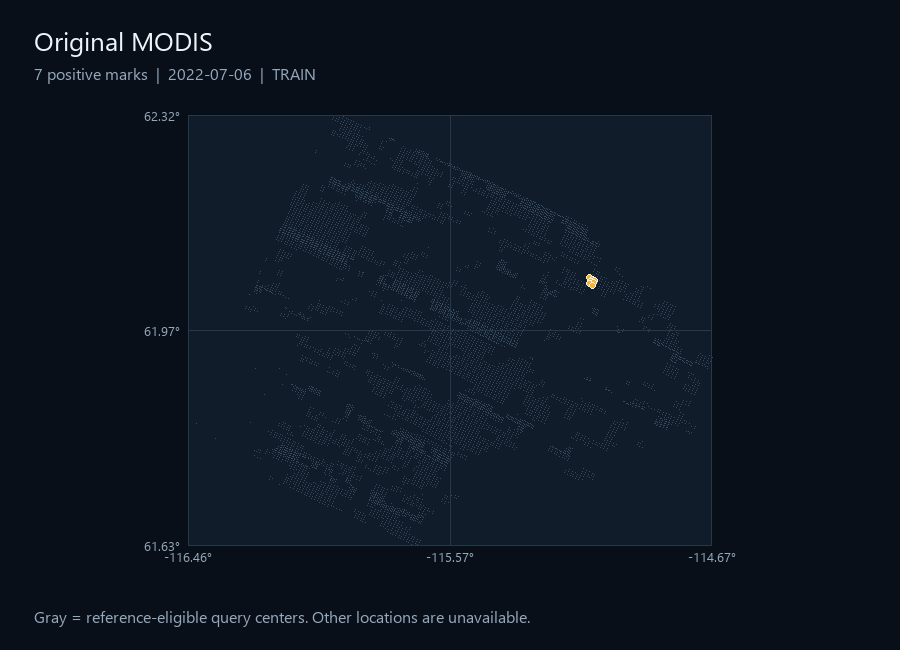 Original MODIS
7 positive marks | 2022-07-06 | TRAIN
62.32°
61.97°
61.63°
-116.46°
-115.57°
-114.67°
Gray = reference-eligible query centers. Other locations are unavailable.